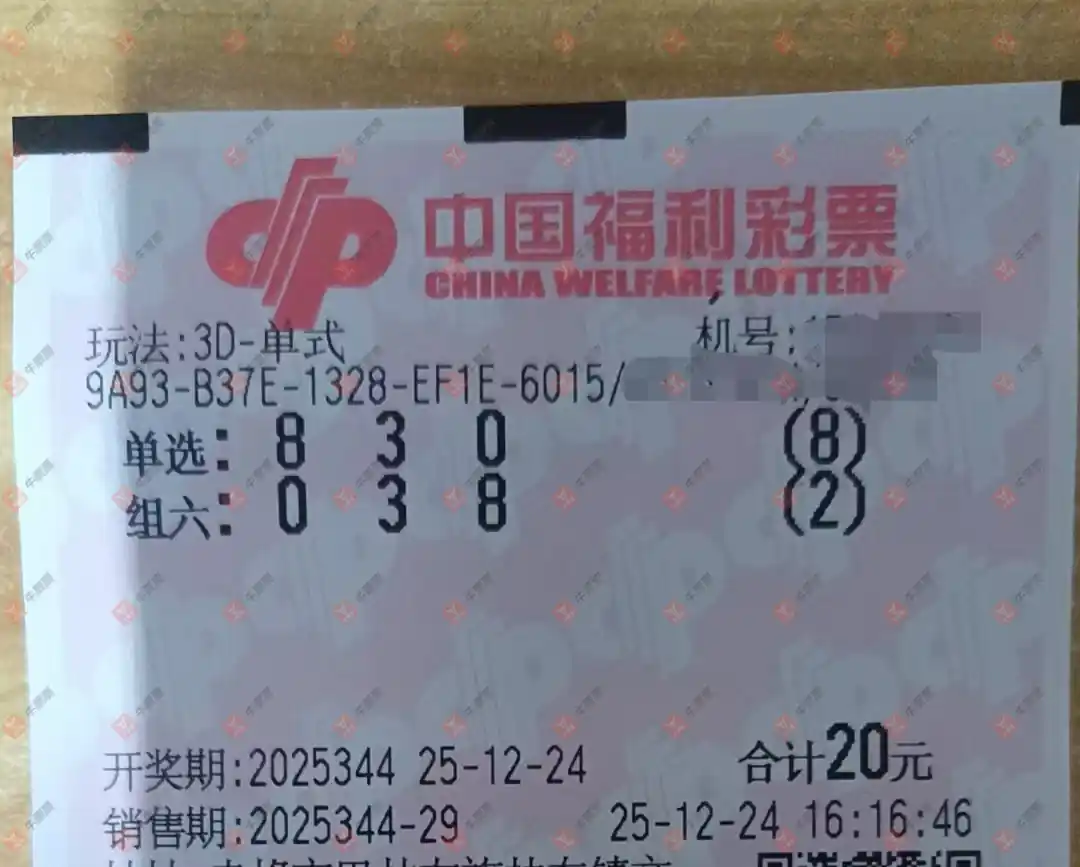 中国福利彩票
CHINA WELFARE LOTTERY
玩法:3D-单式 机号:
9A93-B37E-1328-EF1E-6015/
单选: 8 3 0 (8)
组六: 0 3 8 (2)
开奖期:2025344 25-12-24 合计20元
销售期:2025344-29 25-12-24 16:16:46